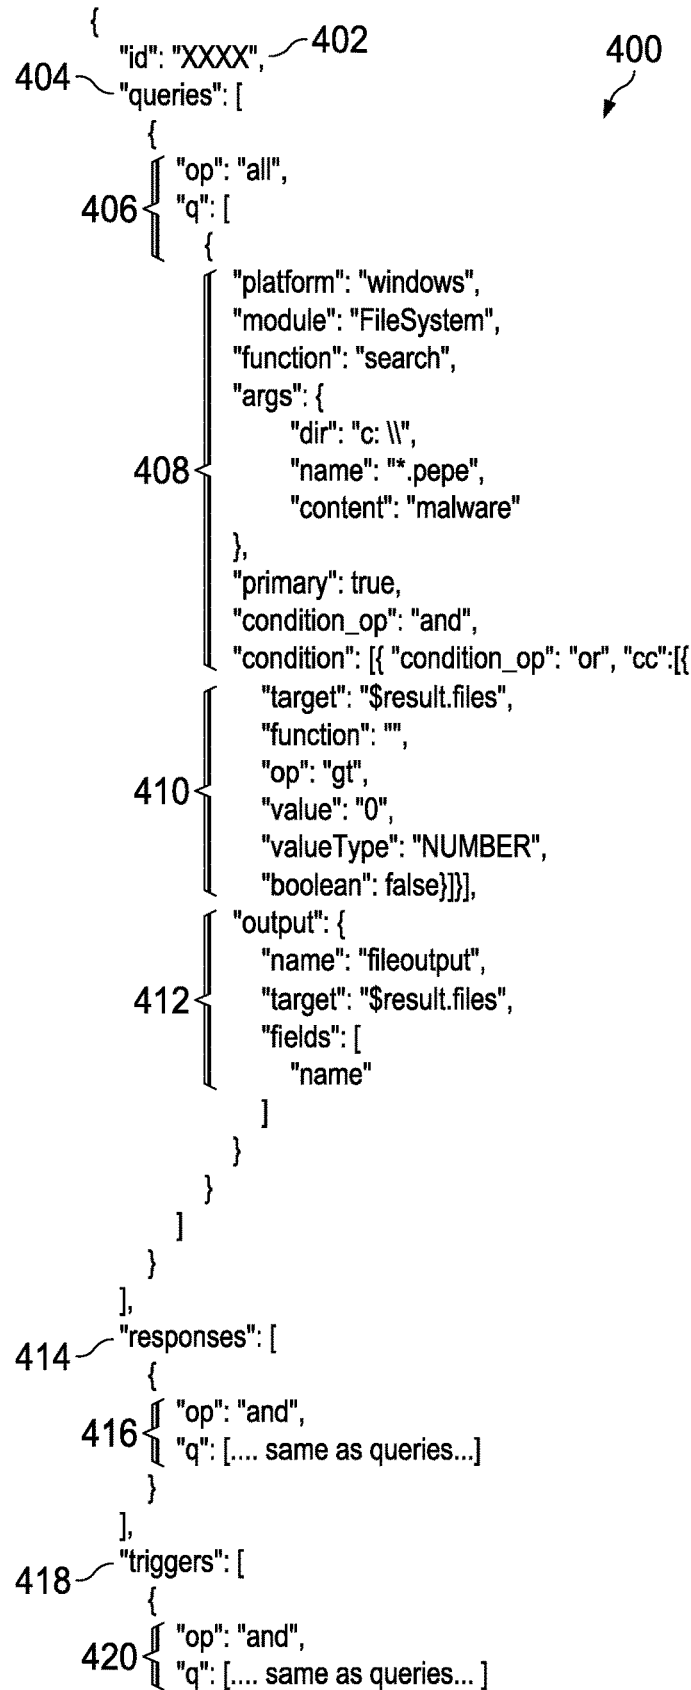 {
"id": "XXXX", 402
400
404 "queries": [
{
"op": "all",
406 "q": [
{
"platform": "windows",
"module": "FileSystem",
"function": "search",
"args": {
"dir": "c: \\",
408 "name": "*.pepe",
"content": "malware"
},
"primary": true,
"condition_op": "and",
"condition": [{ "condition_op": "or", "cc":[{
"target": "$result.files",
"function": "",
"op": "gt",
410 "value": "0",
"valueType": "NUMBER",
"boolean": false}]}],
"output": {
"name": "fileoutput",
412 "target": "$result.files",
"fields": [
"name"
]
}
}
]
}
],
414 "responses": [
{
"op": "and",
416 "q": [.... same as queries...]
}
],
418 "triggers": [
{
"op": "and",
420 "q": [.... same as queries... ]